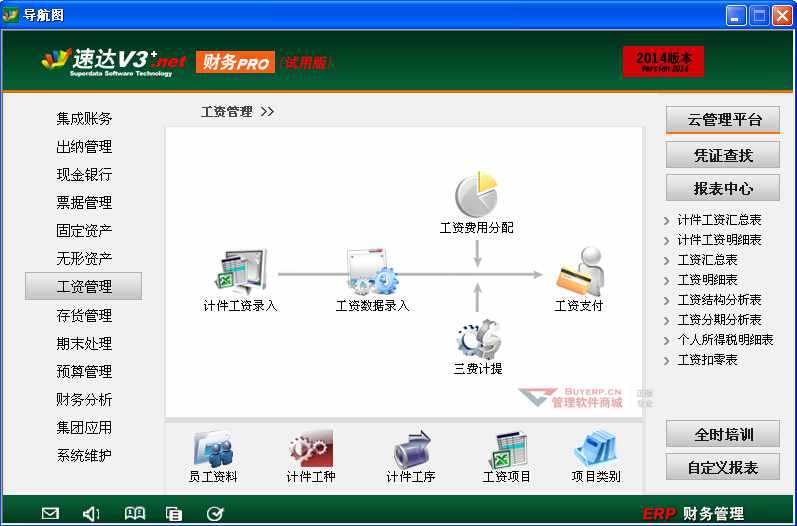 导航图
速达V3+.net
Superdata Software Technology
财务PRO
(试用版)
2014版本
Version 2014
集成账务
出纳管理
现金银行
票据管理
固定资产
无形资产
工资管理
存货管理
期末处理
预算管理
财务分析
集团应用
系统维护
工资管理 >>
工资费用分配
计件工资录入
工资数据录入
工资支付
三费计提
BUYERP.CN
管理软件商城
正版
专业
员工资料
计件工种
计件工序
工资项目
项目类别
云管理平台
凭证查找
报表中心
计件工资汇总表
计件工资明细表
工资汇总表
工资明细表
工资结构分析表
工资分期分析表
个人所得税明细表
工资扣零表
全时培训
自定义报表
ERP 财务管理